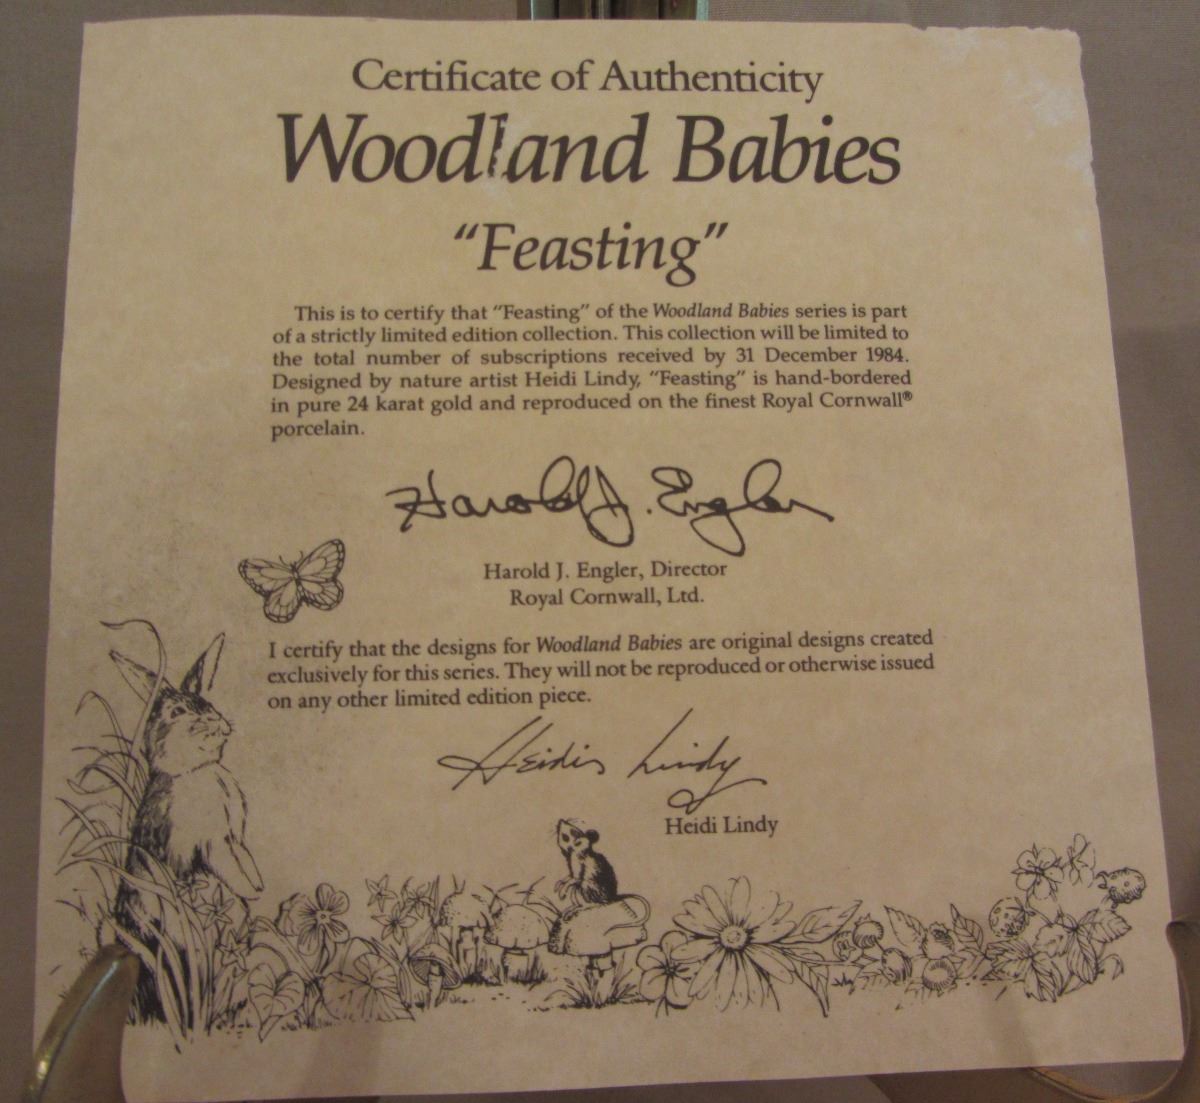 Certificate of Authenticity
Woodland Babies
“Feasting”
This is to certify that “Feasting” of the Woodland Babies series is part
of a strictly limited edition collection. This collection will be limited to
the total number of subscriptions received by 31 December 1984.
Designed by nature artist Heidi Lindy, “Feasting” is hand-bordered
in pure 24 karat gold and reproduced on the finest Royal Cornwall®
porcelain.
Harold J. Engler
Harold J. Engler, Director
Royal Cornwall, Ltd.
I certify that the designs for Woodland Babies are original designs created
exclusively for this series. They will not be reproduced or otherwise issued
on any other limited edition piece.
Heidi Lindy
Heidi Lindy